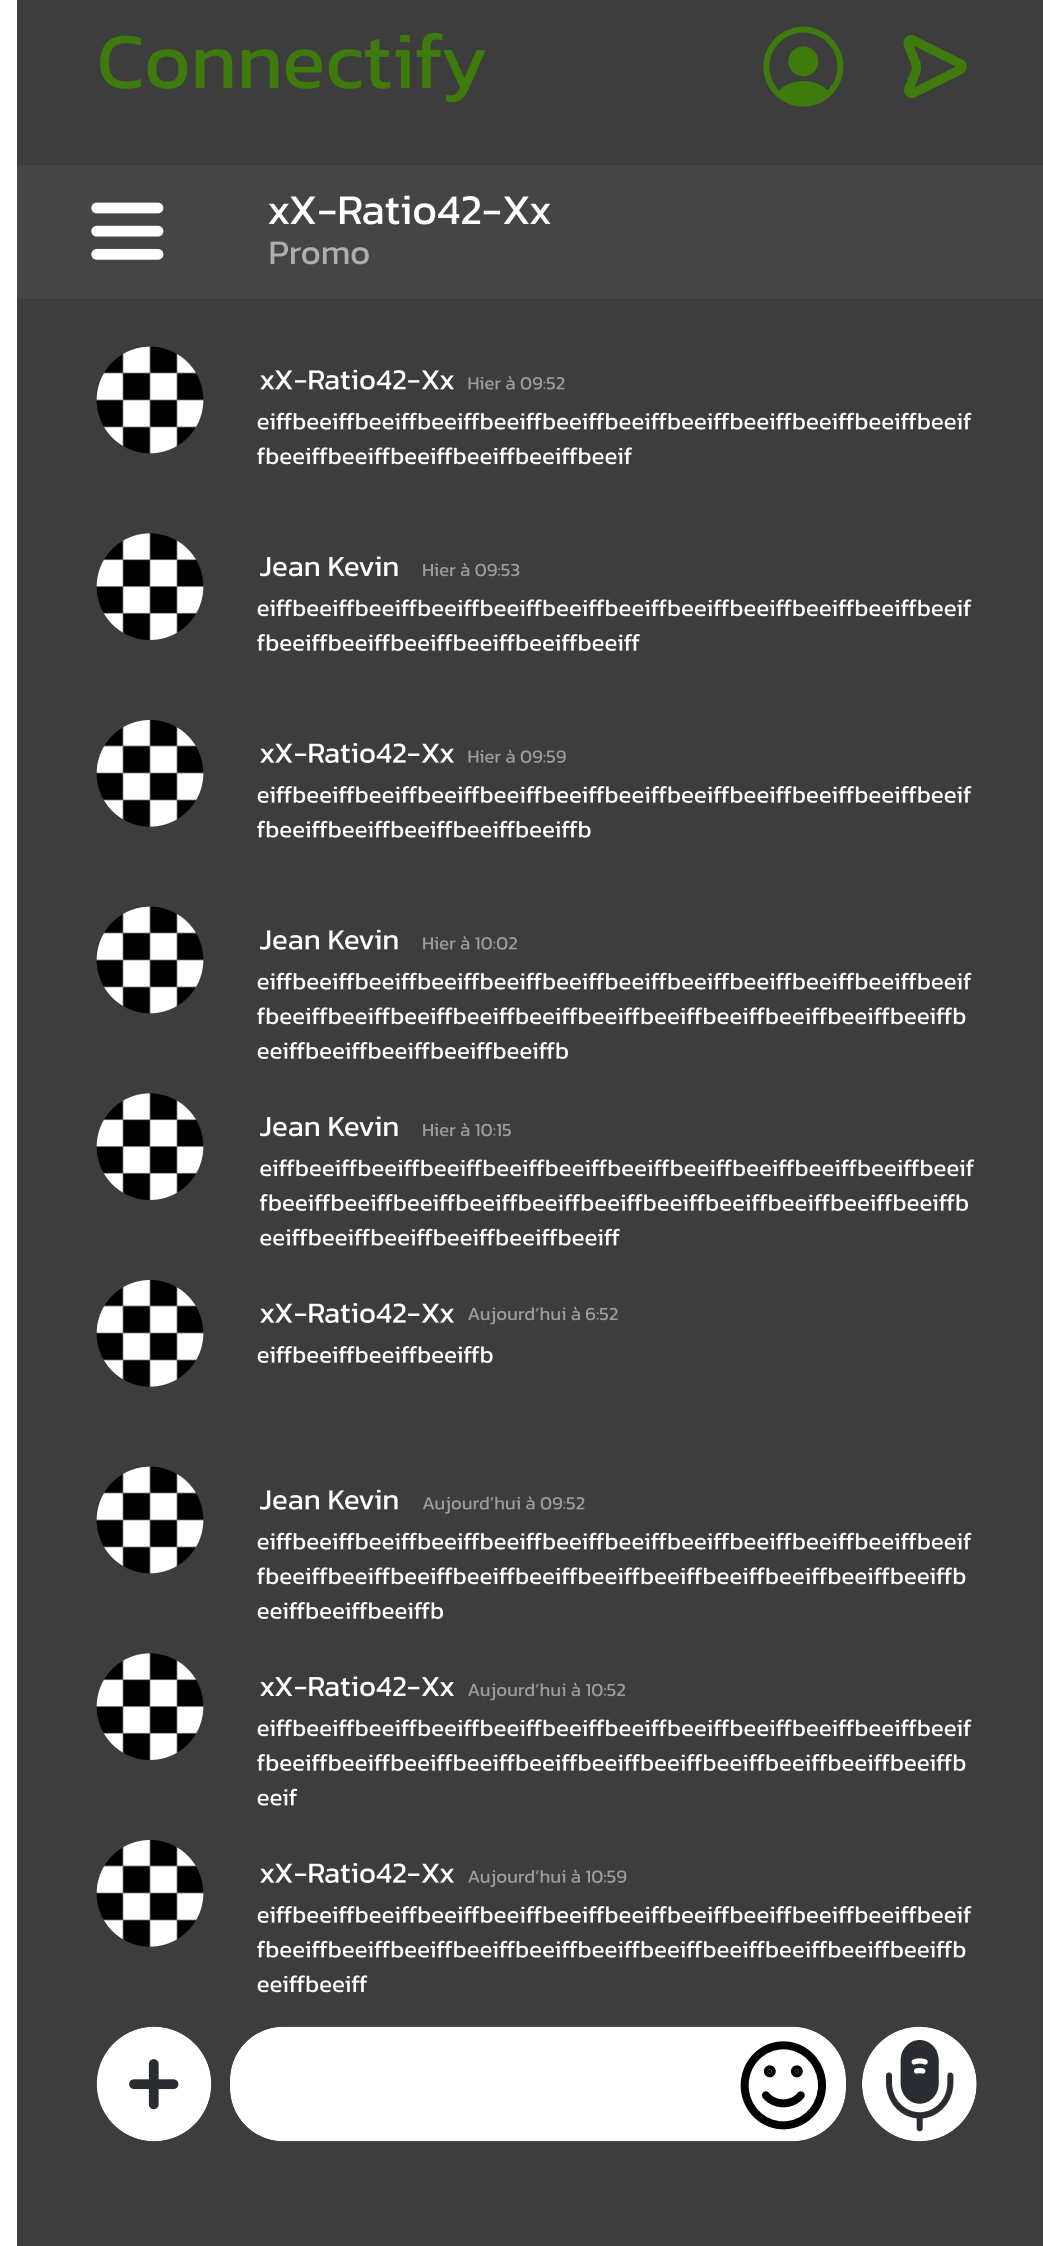 Connectify
xX-Ratio42-Xx
Promo
xX-Ratio42-Xx Hier à 09:52
eiffbeeiffbeeiffbeeiffbeeiffbeeiffbeeiffbeeiffbeeiffbeeiffbeeiffbeeif
fbeeiffbeeiffbeeiffbeeiffbeeiffbeeif
Jean Kevin Hier à 09:53
eiffbeeiffbeeiffbeeiffbeeiffbeeiffbeeiffbeeiffbeeiffbeeiffbeeiffbeeif
fbeeiffbeeiffbeeiffbeeiffbeeiffbeeiff
xX-Ratio42-Xx Hier à 09:59
eiffbeeiffbeeiffbeeiffbeeiffbeeiffbeeiffbeeiffbeeiffbeeiffbeeiffbeeif
fbeeiffbeeiffbeeiffbeeiffbeeiffb
Jean Kevin Hier à 10:02
eiffbeeiffbeeiffbeeiffbeeiffbeeiffbeeiffbeeiffbeeiffbeeiffbeeiffbeeif
fbeeiffbeeiffbeeiffbeeiffbeeiffbeeiffbeeiffbeeiffbeeiffbeeiffbeeiffb
eeiffbeeiffbeeiffbeeiffbeeiffb
Jean Kevin Hier à 10:15
eiffbeeiffbeeiffbeeiffbeeiffbeeiffbeeiffbeeiffbeeiffbeeiffbeeiffbeeif
fbeeiffbeeiffbeeiffbeeiffbeeiffbeeiffbeeiffbeeiffbeeiffbeeiffbeeiffb
eeiffbeeiffbeeiffbeeiffbeeiffbeeiff
xX-Ratio42-Xx Aujourd’hui à 6:52
eiffbeeiffbeeiffbeeiffb
Jean Kevin Aujourd’hui à 09:52
eiffbeeiffbeeiffbeeiffbeeiffbeeiffbeeiffbeeiffbeeiffbeeiffbeeiffbeeif
fbeeiffbeeiffbeeiffbeeiffbeeiffbeeiffbeeiffbeeiffbeeiffbeeiffbeeiffb
eeiffbeeiffbeeiffb
xX-Ratio42-Xx Aujourd’hui à 10:52
eiffbeeiffbeeiffbeeiffbeeiffbeeiffbeeiffbeeiffbeeiffbeeiffbeeiffbeeif
fbeeiffbeeiffbeeiffbeeiffbeeiffbeeiffbeeiffbeeiffbeeiffbeeiffbeeiffb
eeif
xX-Ratio42-Xx Aujourd’hui à 10:59
eiffbeeiffbeeiffbeeiffbeeiffbeeiffbeeiffbeeiffbeeiffbeeiffbeeiffbeeif
fbeeiffbeeiffbeeiffbeeiffbeeiffbeeiffbeeiffbeeiffbeeiffbeeiffbeeiffb
eeiffbeeiff